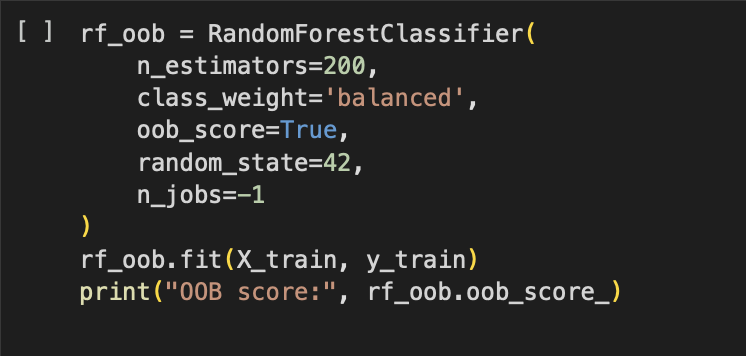 [ ] rf_oob = RandomForestClassifier(
    n_estimators=200,
    class_weight='balanced',
    oob_score=True,
    random_state=42,
    n_jobs=-1
)
rf_oob.fit(X_train, y_train)
print("OOB score:", rf_oob.oob_score_)